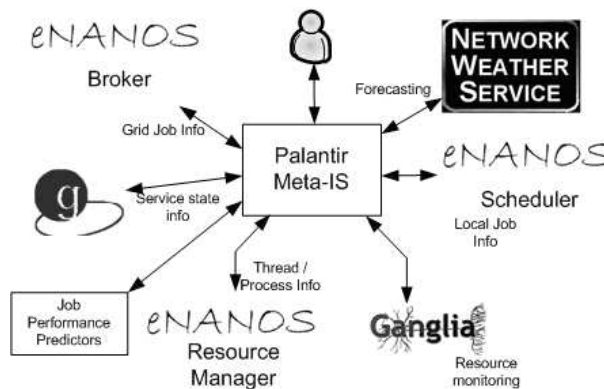 eNANOS
Broker
NETWORK
WEATHER
SERVICE
Forecasting
Grid Job Info
Palantir
Meta-IS
eNANOS
Scheduler
Local Job
Info
g
Service state
info
Thread /
Process Info
Job
Performance
Predictors
eNANOS
Resource
Manager
Ganglia
Resource
monitoring